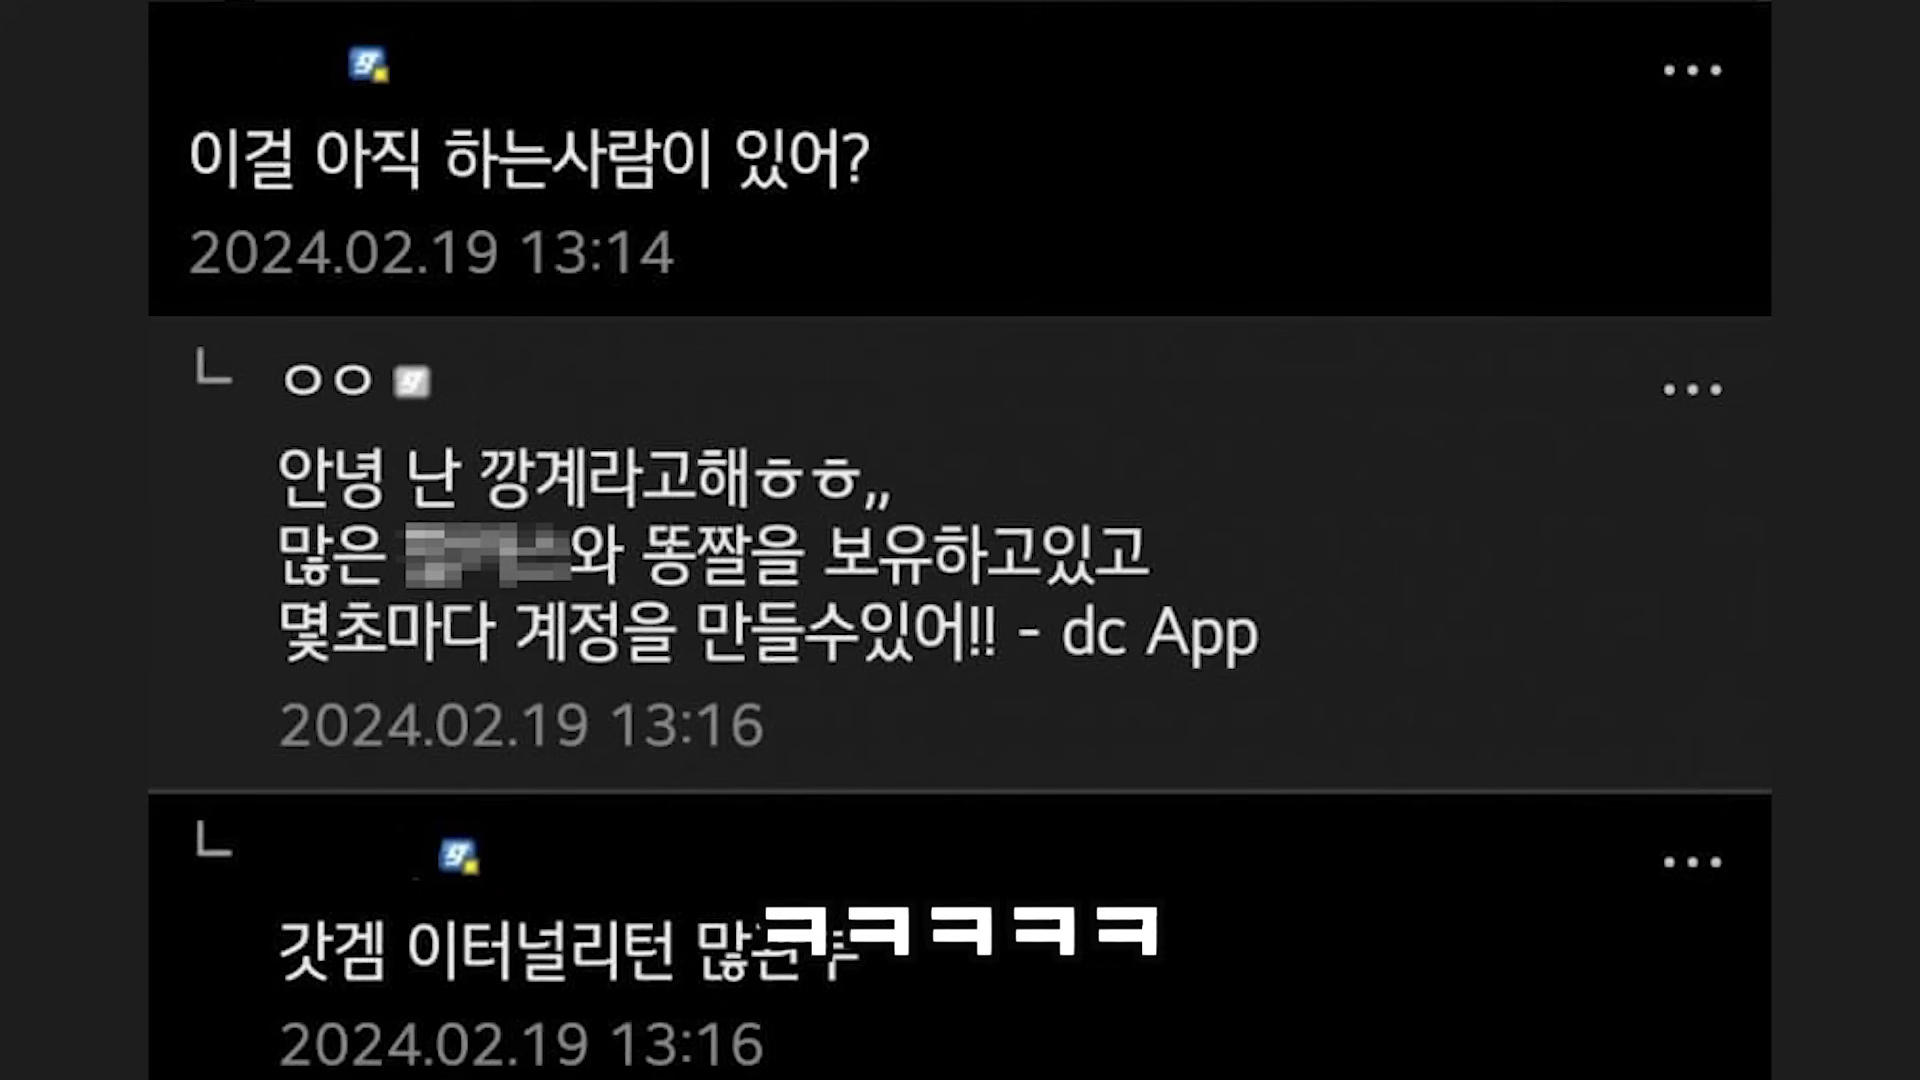 이걸 아직 하는사람이 있어?
2024.02.19 13:14
ㅇㅇ
안녕 난 깡계라고해ㅎㅎ,,
많은 와 똥짤을 보유하고있고
몇초마다 계정을 만들수있어!! - dc App
2024.02.19 13:16
갓겜 이터널리턴
ㅋㅋㅋㅋㅋ
2024.02.19 13:16